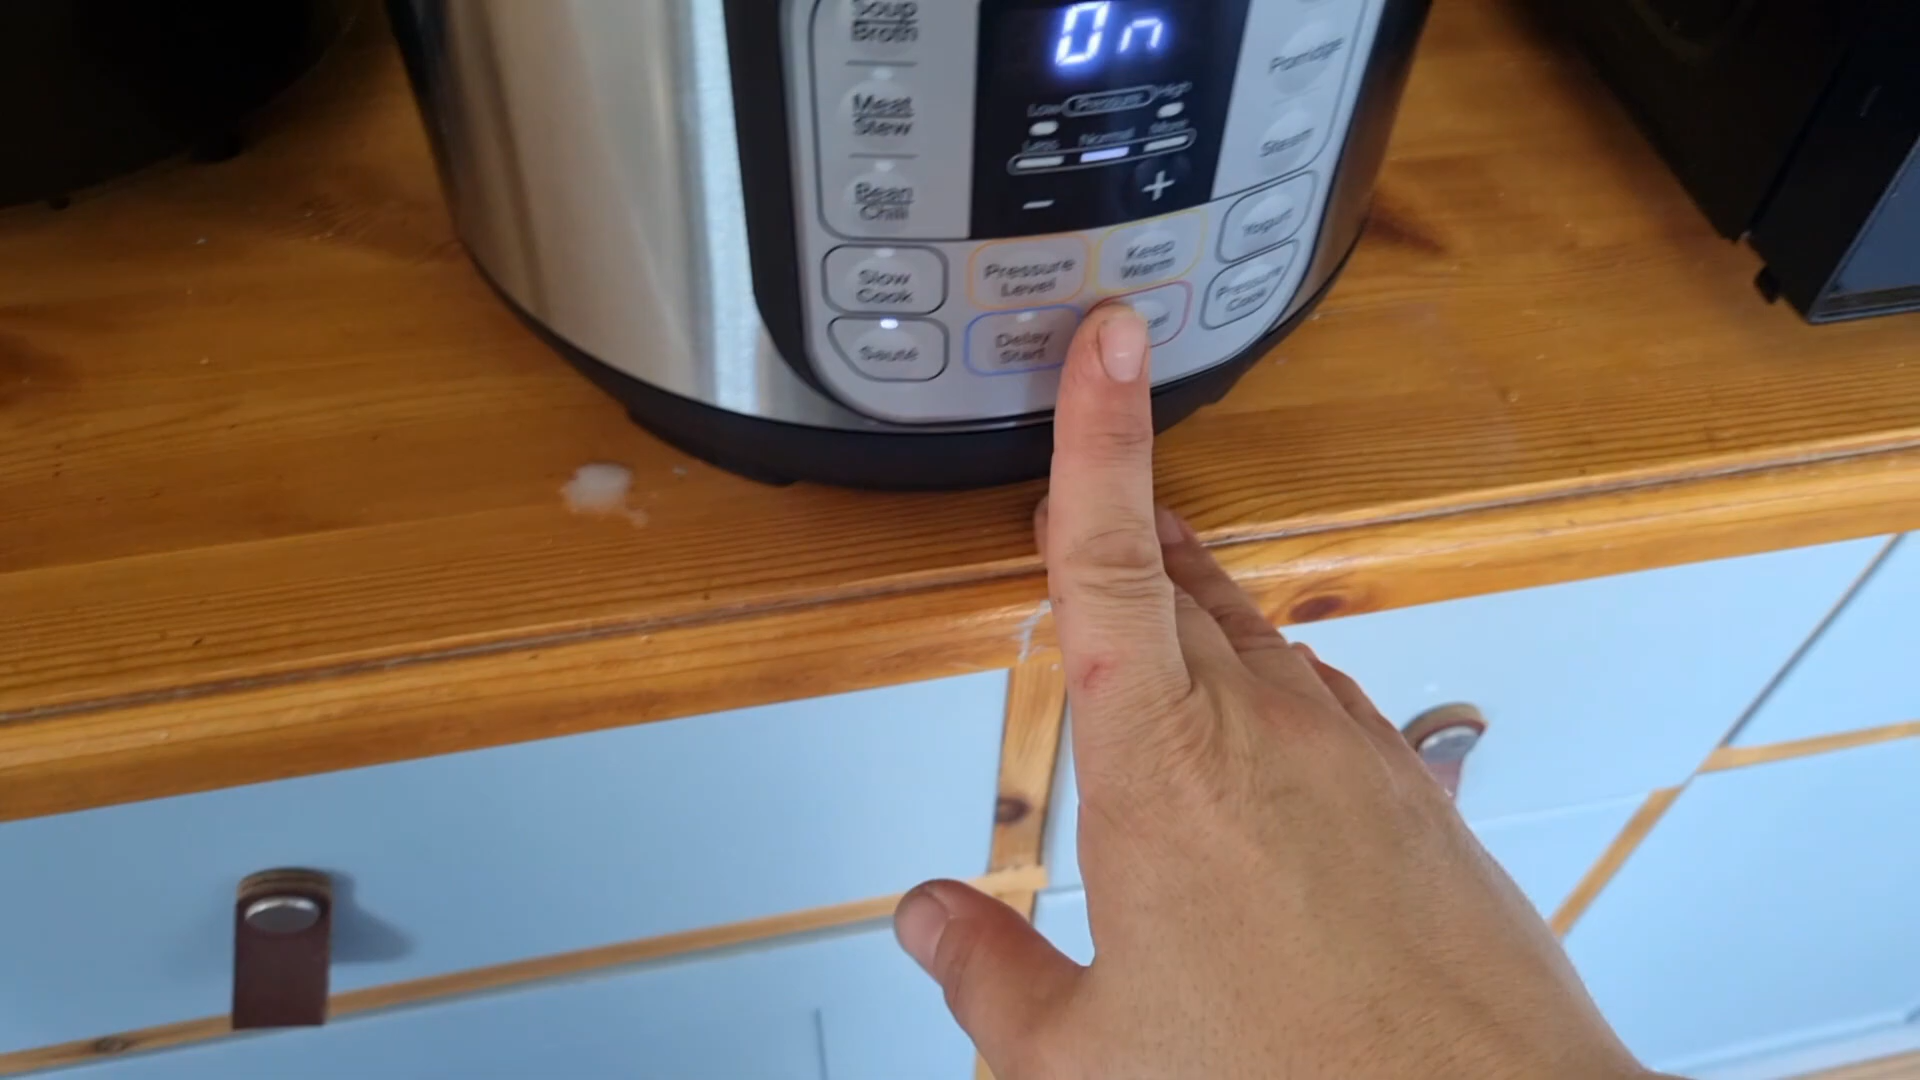 Soup
Broth
Meat
Stew
Bean
Chili
On
Low Pressure High
Less Normal More
-
+
Porridge
Steam
Slow
Cook
Sauté
Pressure
Level
Keep
Warm
Delay
Start
Yogurt
Pressure
Cook